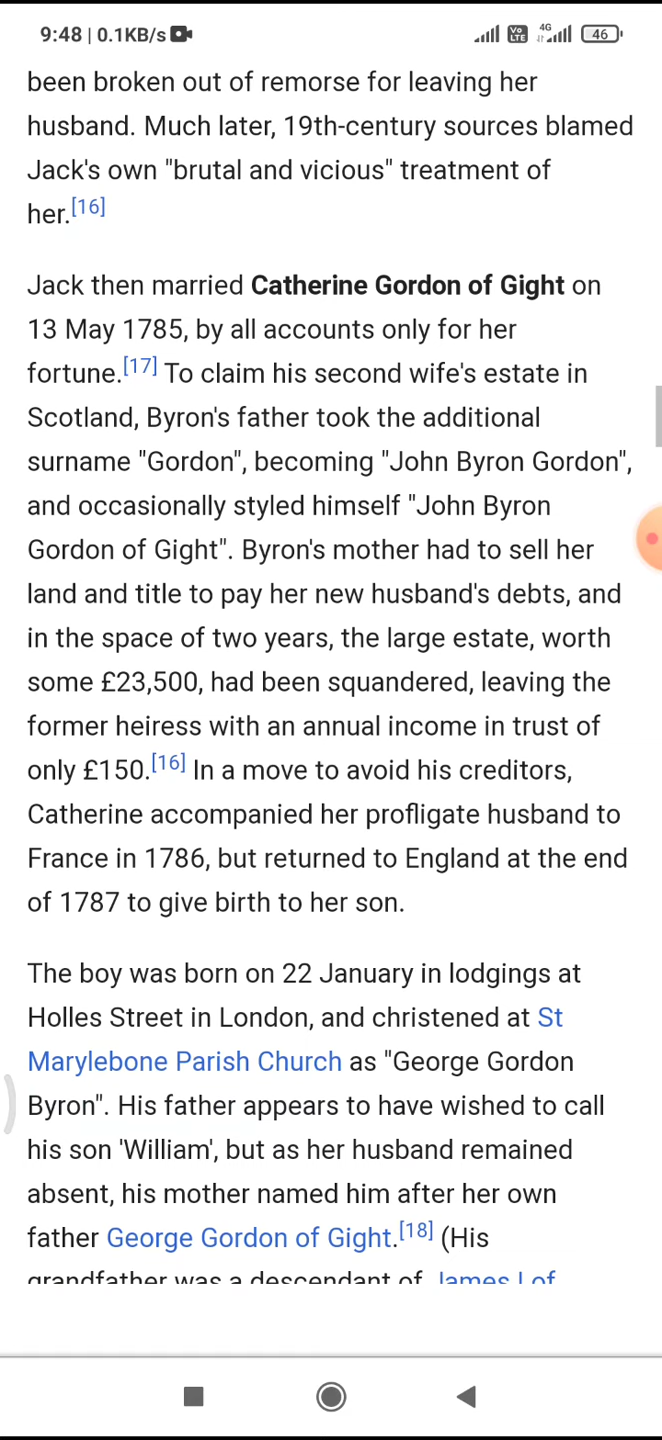 9:48 | 0.1KB/s
Vo LTE 4G 46
been broken out of remorse for leaving her
husband. Much later, 19th-century sources blamed
Jack's own "brutal and vicious" treatment of
her.[16]
Jack then married Catherine Gordon of Gight on
13 May 1785, by all accounts only for her
fortune.[17] To claim his second wife's estate in
Scotland, Byron's father took the additional
surname "Gordon", becoming "John Byron Gordon",
and occasionally styled himself "John Byron
Gordon of Gight". Byron's mother had to sell her
land and title to pay her new husband's debts, and
in the space of two years, the large estate, worth
some £23,500, had been squandered, leaving the
former heiress with an annual income in trust of
only £150.[16] In a move to avoid his creditors,
Catherine accompanied her profligate husband to
France in 1786, but returned to England at the end
of 1787 to give birth to her son.
The boy was born on 22 January in lodgings at
Holles Street in London, and christened at St
Marylebone Parish Church as "George Gordon
Byron". His father appears to have wished to call
his son 'William', but as her husband remained
absent, his mother named him after her own
father George Gordon of Gight.[18] (His
grandfather was a descendant of James I of